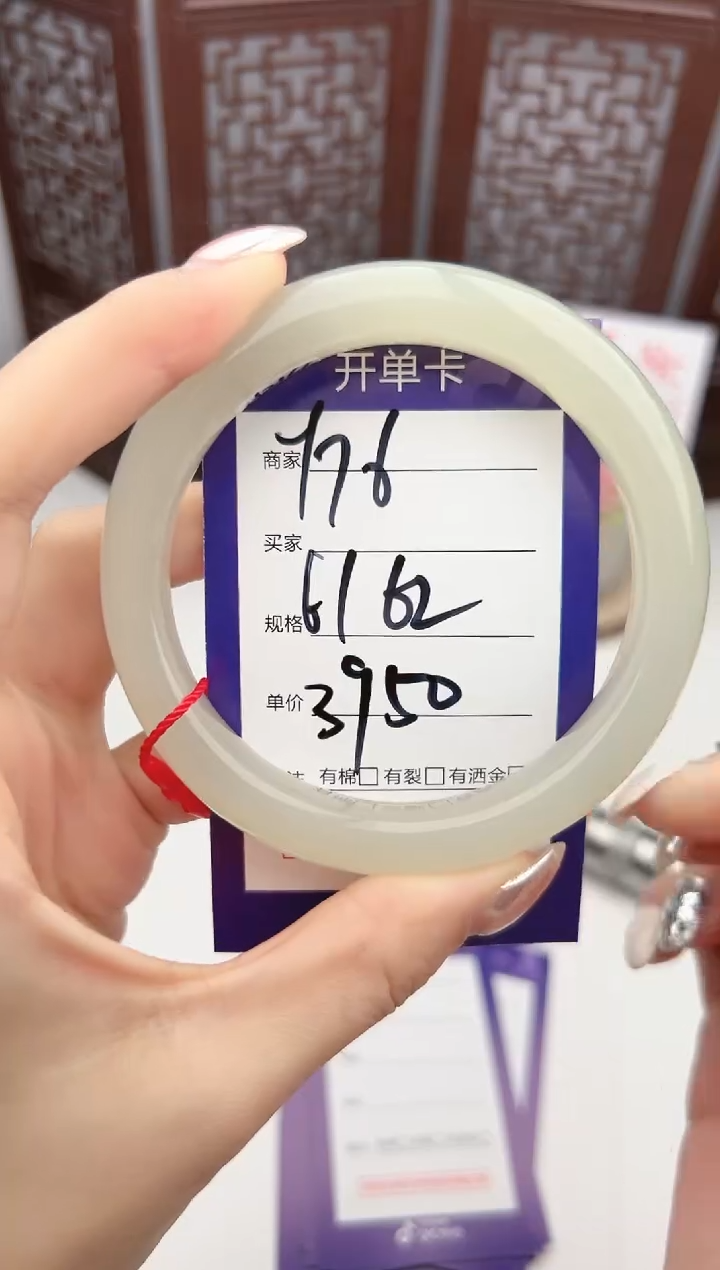 开单卡
商家 176
买家
规格 61 62
单价 3950
有棉□ 有裂□ 有洒金□